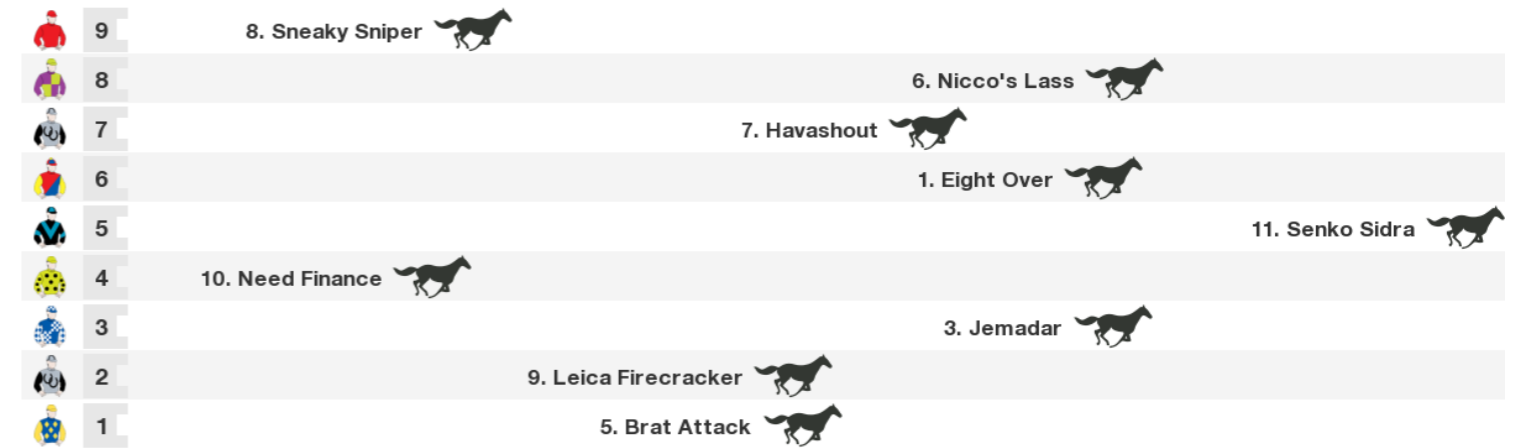 9 8. Sneaky Sniper
8 6. Nicco's Lass
7 7. Havashout
6 1. Eight Over
5 11. Senko Sidra
4 10. Need Finance
3 3. Jemadar
2 9. Leica Firecracker
1 5. Brat Attack